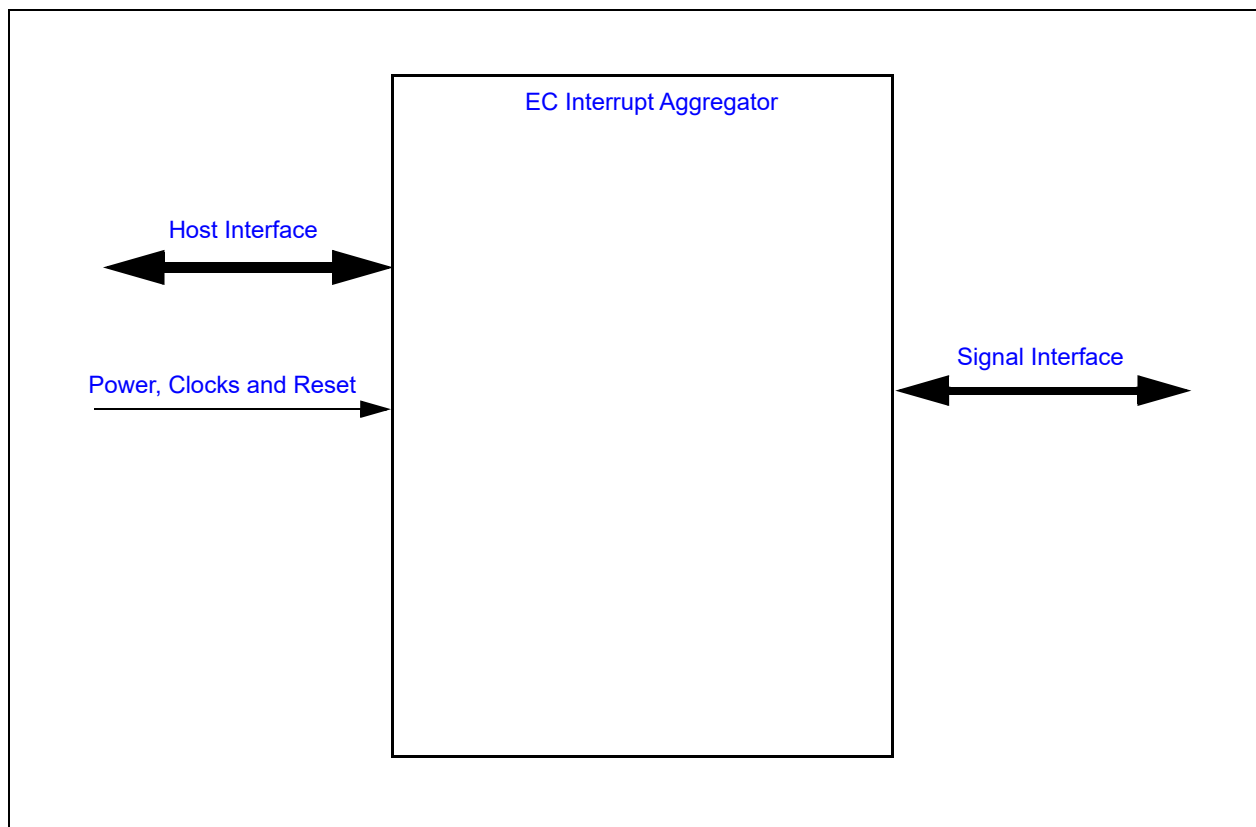 EC Interrupt Aggregator
Host Interface
Signal Interface
Power, Clocks and Reset